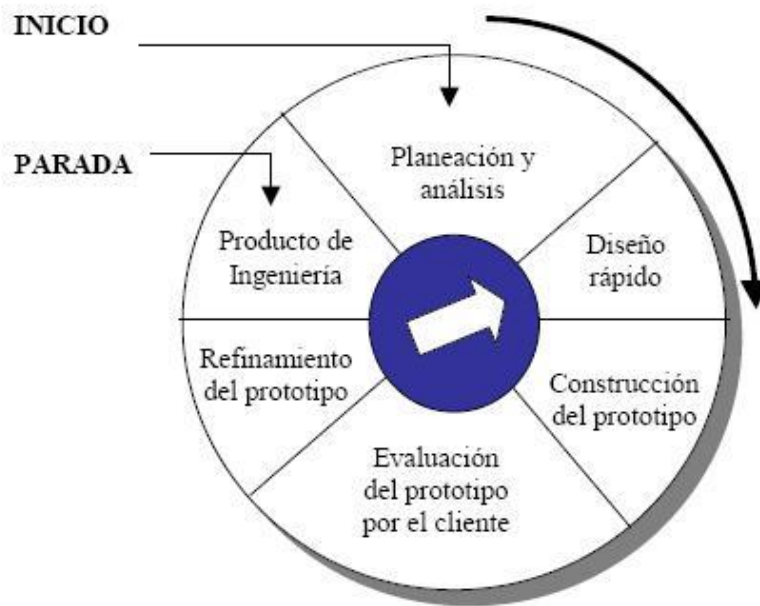 INICIO
PARADA
Planeación y
análisis
Diseño
rápido
Construcción
del prototipo
Evaluación
del prototipo
por el cliente
Refinamiento
del prototipo
Producto de
Ingeniería